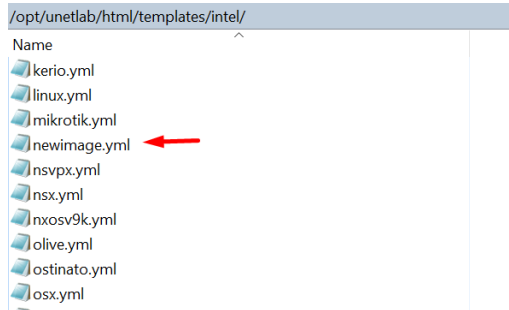 /opt/unetlab/html/templates/intel/
Name
kerio.yml
linux.yml
mikrotik.yml
newimage.yml
nsvpx.yml
nsx.yml
nxosv9k.yml
olive.yml
ostinato.yml
osx.yml